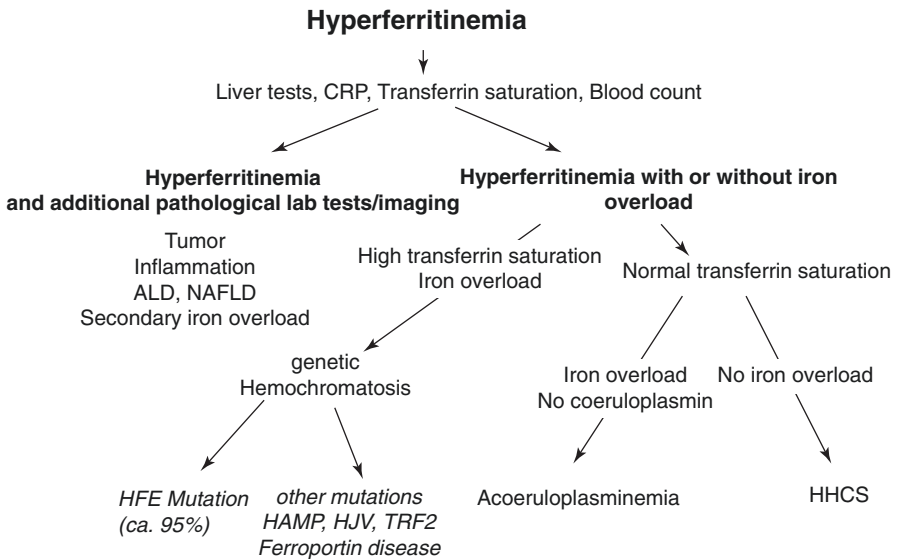 Hyperferritinemia
Liver tests, CRP, Transferrin saturation, Blood count
Hyperferritinemia
and additional pathological lab tests/imaging
Tumor
Inflammation
ALD, NAFLD
Secondary iron overload
Hyperferritinemia with or without iron
overload
High transferrin saturation
Iron overload
Normal transferrin saturation
genetic
Hemochromatosis
Iron overload
No coeruloplasmin
No iron overload
HFE Mutation
(ca. 95%)
other mutations
HAMP, HJV, TRF2
Ferroportin disease
Acoeruloplasminemia
HHCS